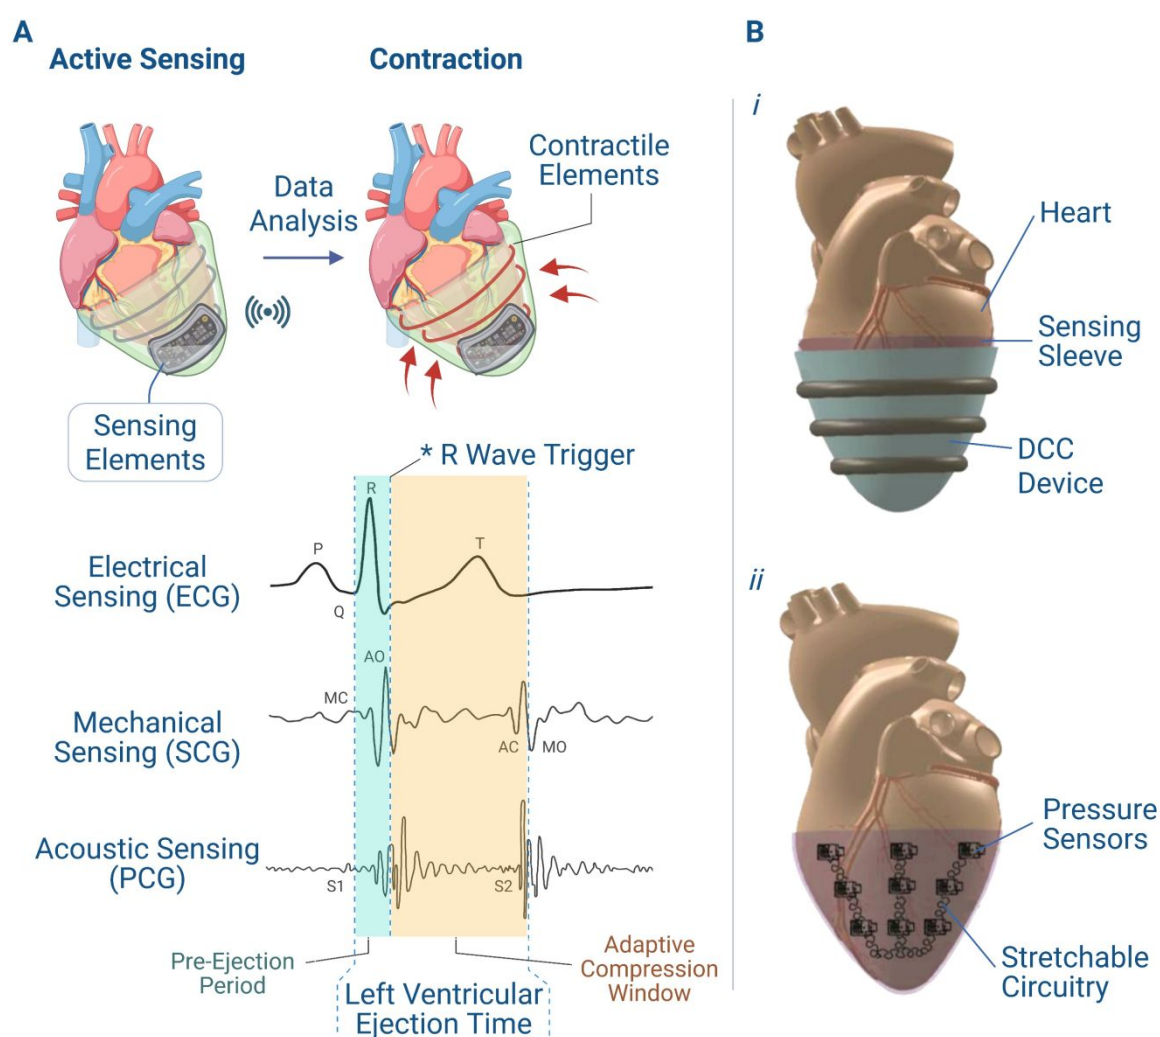 A
Active Sensing
Contraction
Contractile
Elements
Data
Analysis
Sensing
Elements
* R Wave Trigger
R
P
T
Q
Electrical
Sensing (ECG)
AO
MC
AC
MO
Mechanical
Sensing (SCG)
Acoustic Sensing
(PCG)
S1
S2
Pre-Ejection
Period
Left Ventricular
Ejection Time
Adaptive
Compression
Window
B
i
Heart
Sensing
Sleeve
DCC
Device
ii
Pressure
Sensors
Stretchable
Circuitry